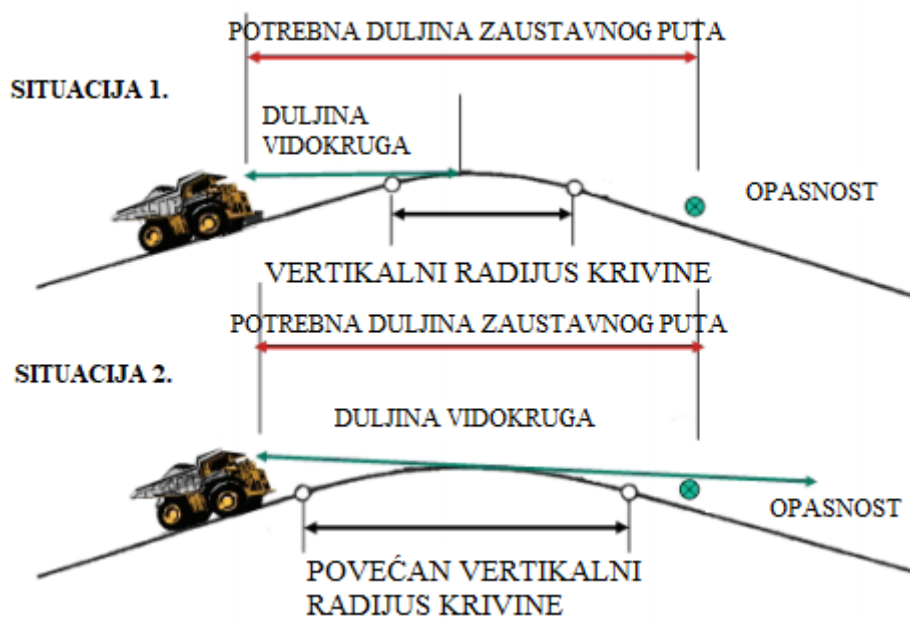 POTREBNA DULJINA ZAUSTAVNOG PUTA
SITUACIJA 1.
DULJINA
VIDOKRUGA
OPASNOST
VERTIKALNI RADIJUS KRIVINE
POTREBNA DULJINA ZAUSTAVNOG PUTA
SITUACIJA 2.
DULJINA VIDOKRUGA
OPASNOST
POVEĆAN VERTIKALNI
RADIJUS KRIVINE